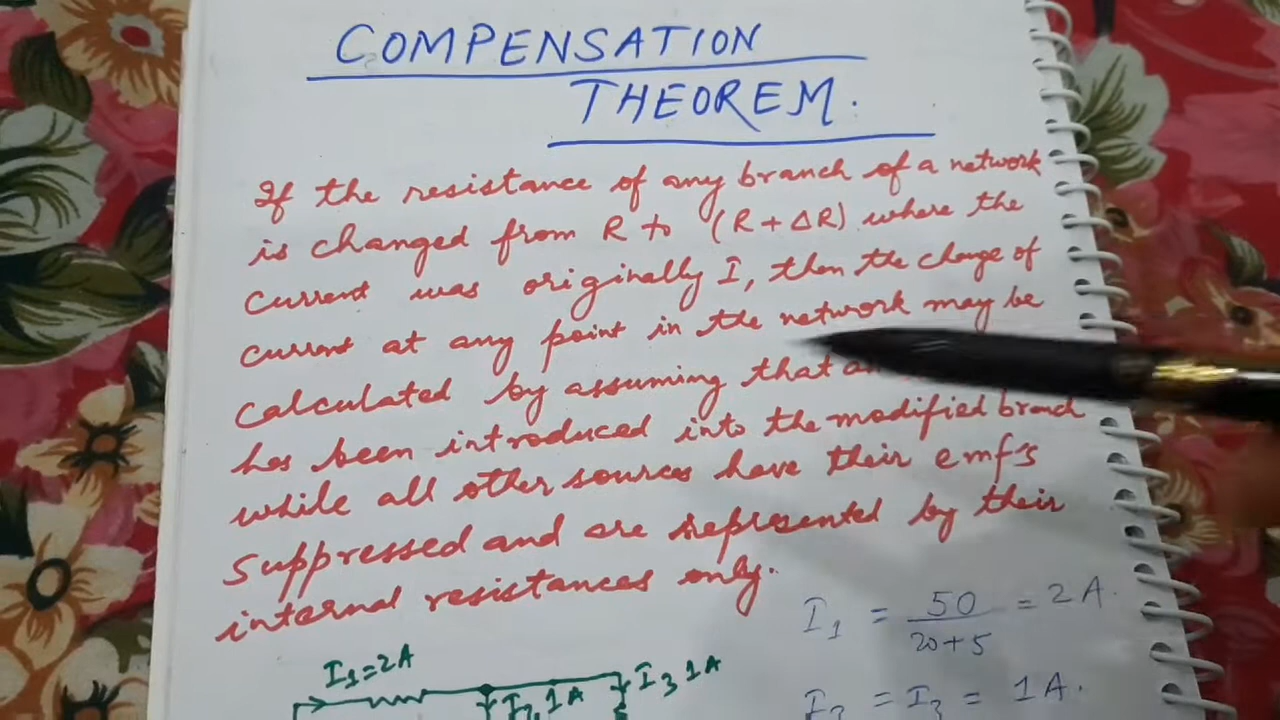 COMPENSATION
THEOREM.
If the resistance of any branch of a network
is changed from R to (R + ΔR) where the
current was originally I, then the change of
current at any point in the network may be
calculated by assuming that
has been introduced into the modified branch
while all other sources have their emf's
suppressed and are represented by their
internal resistances only.
I1 = 50 / 20+5 = 2A.
I1=2A
I2 1A
I3 1A
I2 = I3 = 1A.